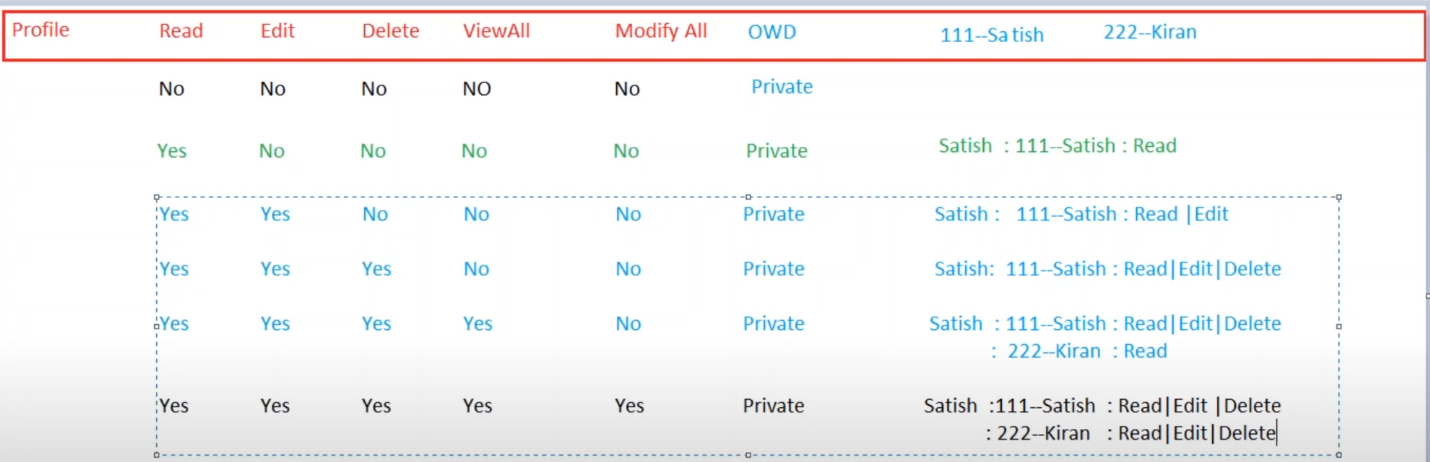 Profile Read Edit Delete ViewAll Modify All OWD 111--Satish 222--Kiran
No No No NO No Private
Yes No No No No Private Satish : 111--Satish : Read
Yes Yes No No No Private Satish : 111--Satish : Read |Edit
Yes Yes Yes No No Private Satish: 111--Satish : Read|Edit|Delete
Yes Yes Yes Yes No Private Satish : 111--Satish : Read|Edit|Delete
: 222--Kiran : Read
Yes Yes Yes Yes Yes Private Satish :111--Satish : Read|Edit |Delete
: 222--Kiran : Read|Edit|Delete